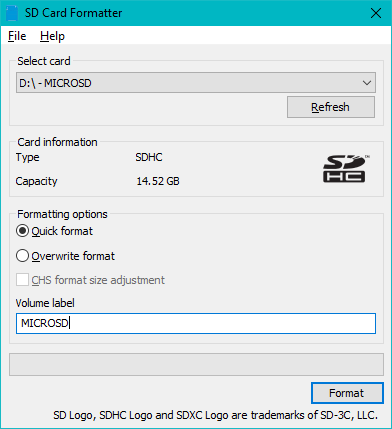 SD Card Formatter
File Help
Select card
D:\ - MICROSD
Refresh
Card information
Type SDHC
Capacity 14.52 GB
SD
HC
TM
Formatting options
Quick format
Overwrite format
CHS format size adjustment
Volume label
MICROSD
Format
SD Logo, SDHC Logo and SDXC Logo are trademarks of SD-3C, LLC.